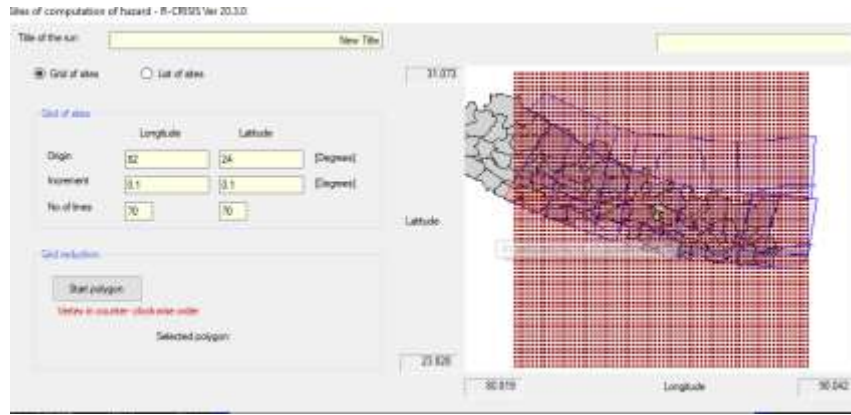 Sites of computation of hazard - R-CRISIS Ver 20.3.0
Title of the run
New Title
Grid of sites
List of sites
31.073
Grid of sites
Longitude Latitude
Origin 82 24 [Degrees]
Increment 0.1 0.1 [Degrees]
No. of lines 70 70
Latitude
Grid reduction
Start polygon
Vertex in counter- clockwise order
Selected polygon:
23.828
80.819 Longitude 90.042